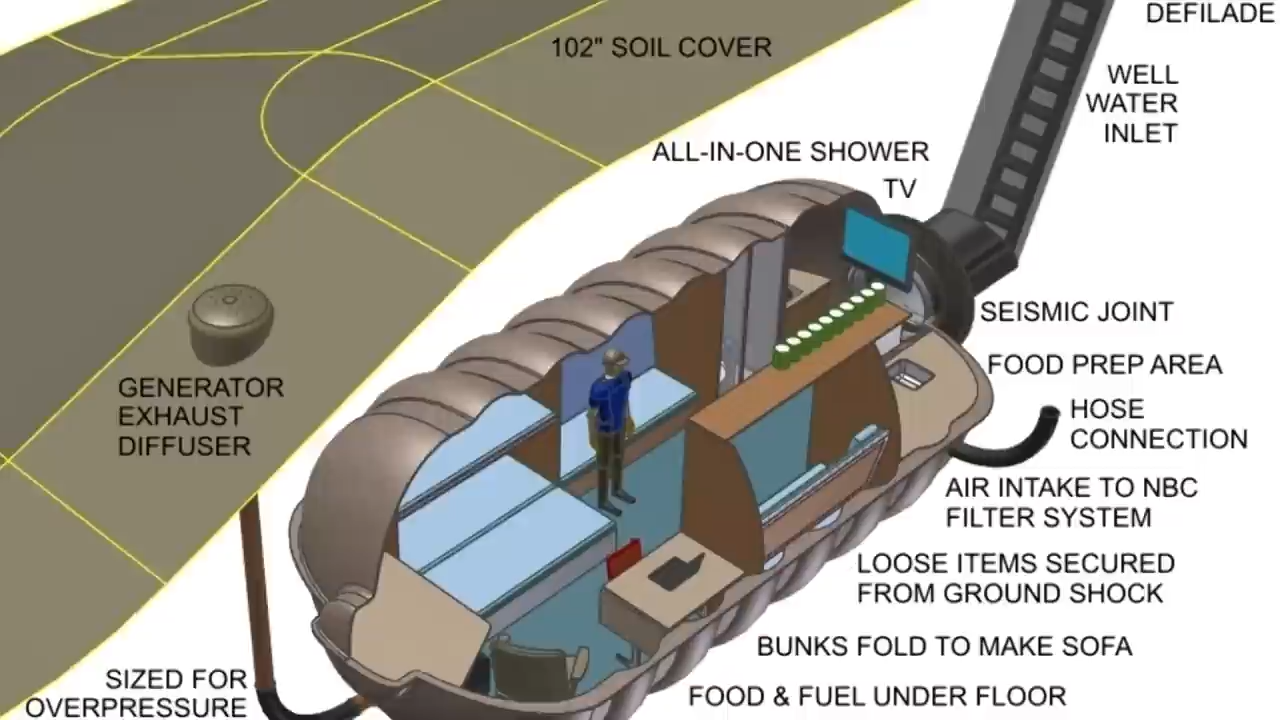 DEFILADE
102" SOIL COVER
WELL
WATER
INLET
ALL-IN-ONE SHOWER
TV
SEISMIC JOINT
FOOD PREP AREA
GENERATOR
EXHAUST
DIFFUSER
HOSE
CONNECTION
AIR INTAKE TO NBC
FILTER SYSTEM
LOOSE ITEMS SECURED
FROM GROUND SHOCK
BUNKS FOLD TO MAKE SOFA
SIZED FOR
OVERPRESSURE
FOOD & FUEL UNDER FLOOR